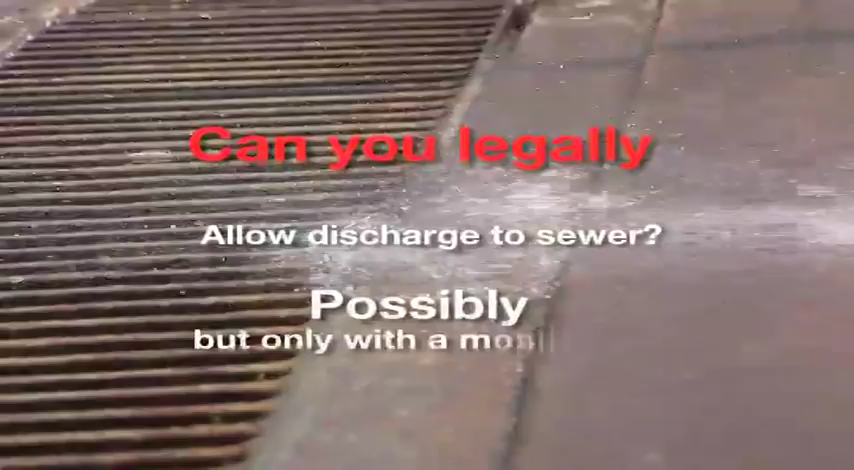 Can you legally
Allow discharge to sewer?
Possibly
but only with a